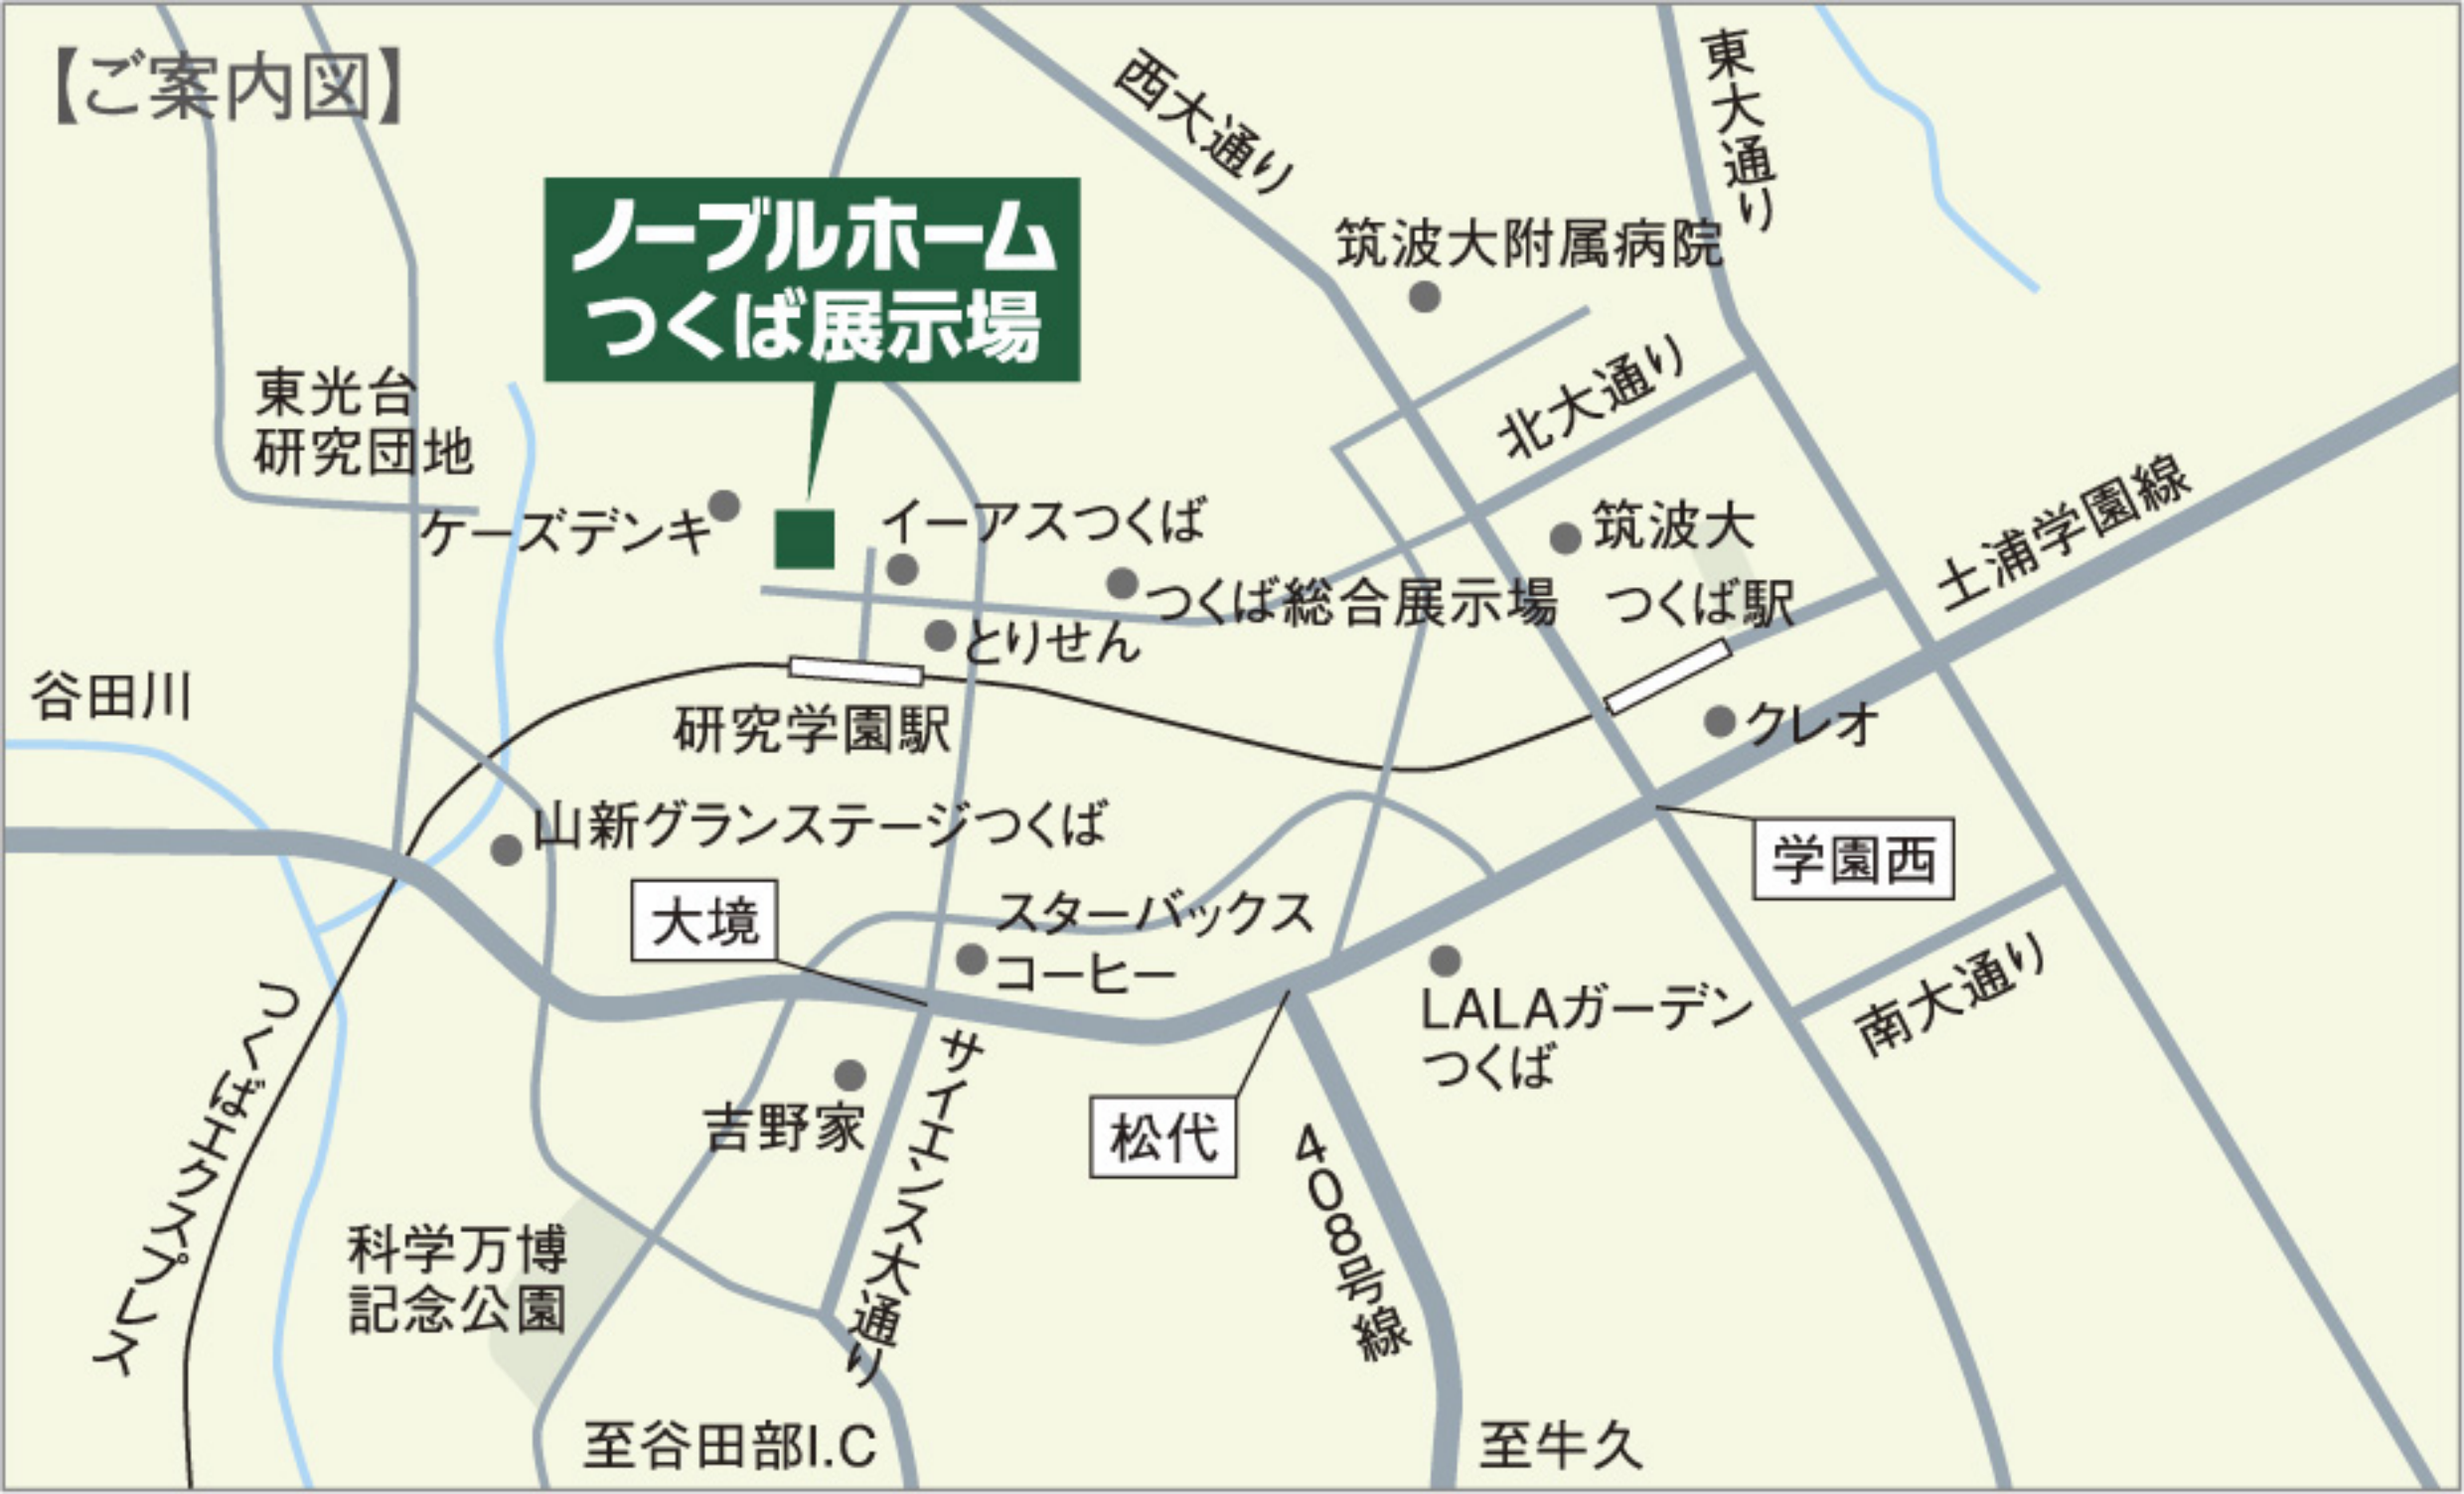 【ご案内図】
西大通り
東大通り
ノーブルホーム
つくば展示場
筑波大附属病院
北大通り
東光台
研究団地
土浦学園線
ケーズデンキ
イーアスつくば
筑波大
つくば総合展示場
つくば駅
とりせん
谷田川
研究学園駅
クレオ
山新グランステージつくば
学園西
大境
スターバックス
コーヒー
LALAガーデン
つくば
南大通り
つくばエクスプレス
サイエンス大通り
吉野家
松代
408号線
科学万博
記念公園
至谷田部I.C
至牛久